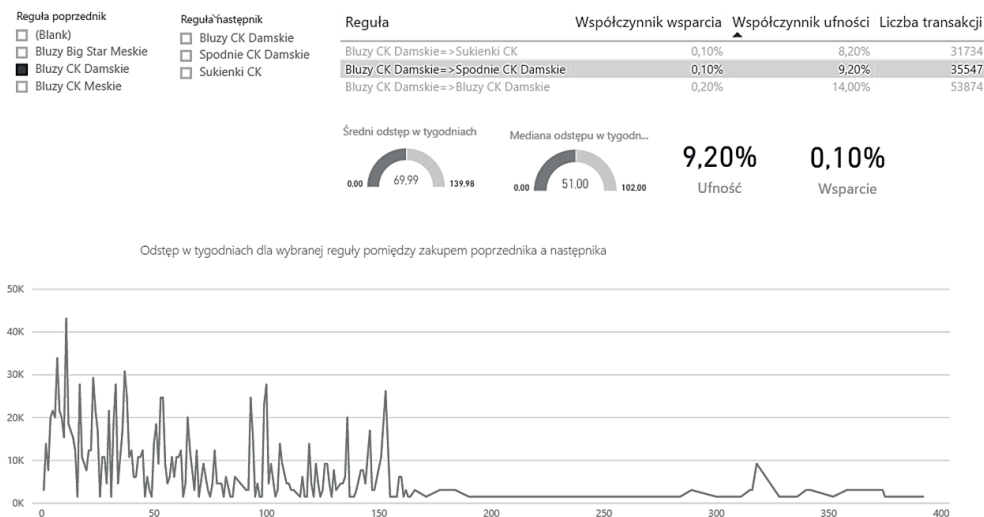 Reguła poprzednik
(Blank)
Bluzy Big Star Meskie
Bluzy CK Damskie
Bluzy CK Meskie
Reguła następnik
Bluzy CK Damskie
Spodnie CK Damskie
Sukienki CK
Reguła Współczynnik wsparcia Współczynnik ufności Liczba transakcji
Bluzy CK Damskie=>Sukienki CK 0,10% 8,20% 31734
Bluzy CK Damskie=>Spodnie CK Damskie 0,10% 9,20% 35547
Bluzy CK Damskie=>Bluzy CK Damskie 0,20% 14,00% 53874
Średni odstęp w tygodniach
0,00 69,99 139,98
Mediana odstępu w tygodn...
0,00 51,00 102,00
9,20%
Ufność
0,10%
Wsparcie
Odstęp w tygodniach dla wybranej reguły pomiędzy zakupem poprzednika a następnika
50K
40K
30K
20K
10K
0K
0 50 100 150 200 250 300 350 400